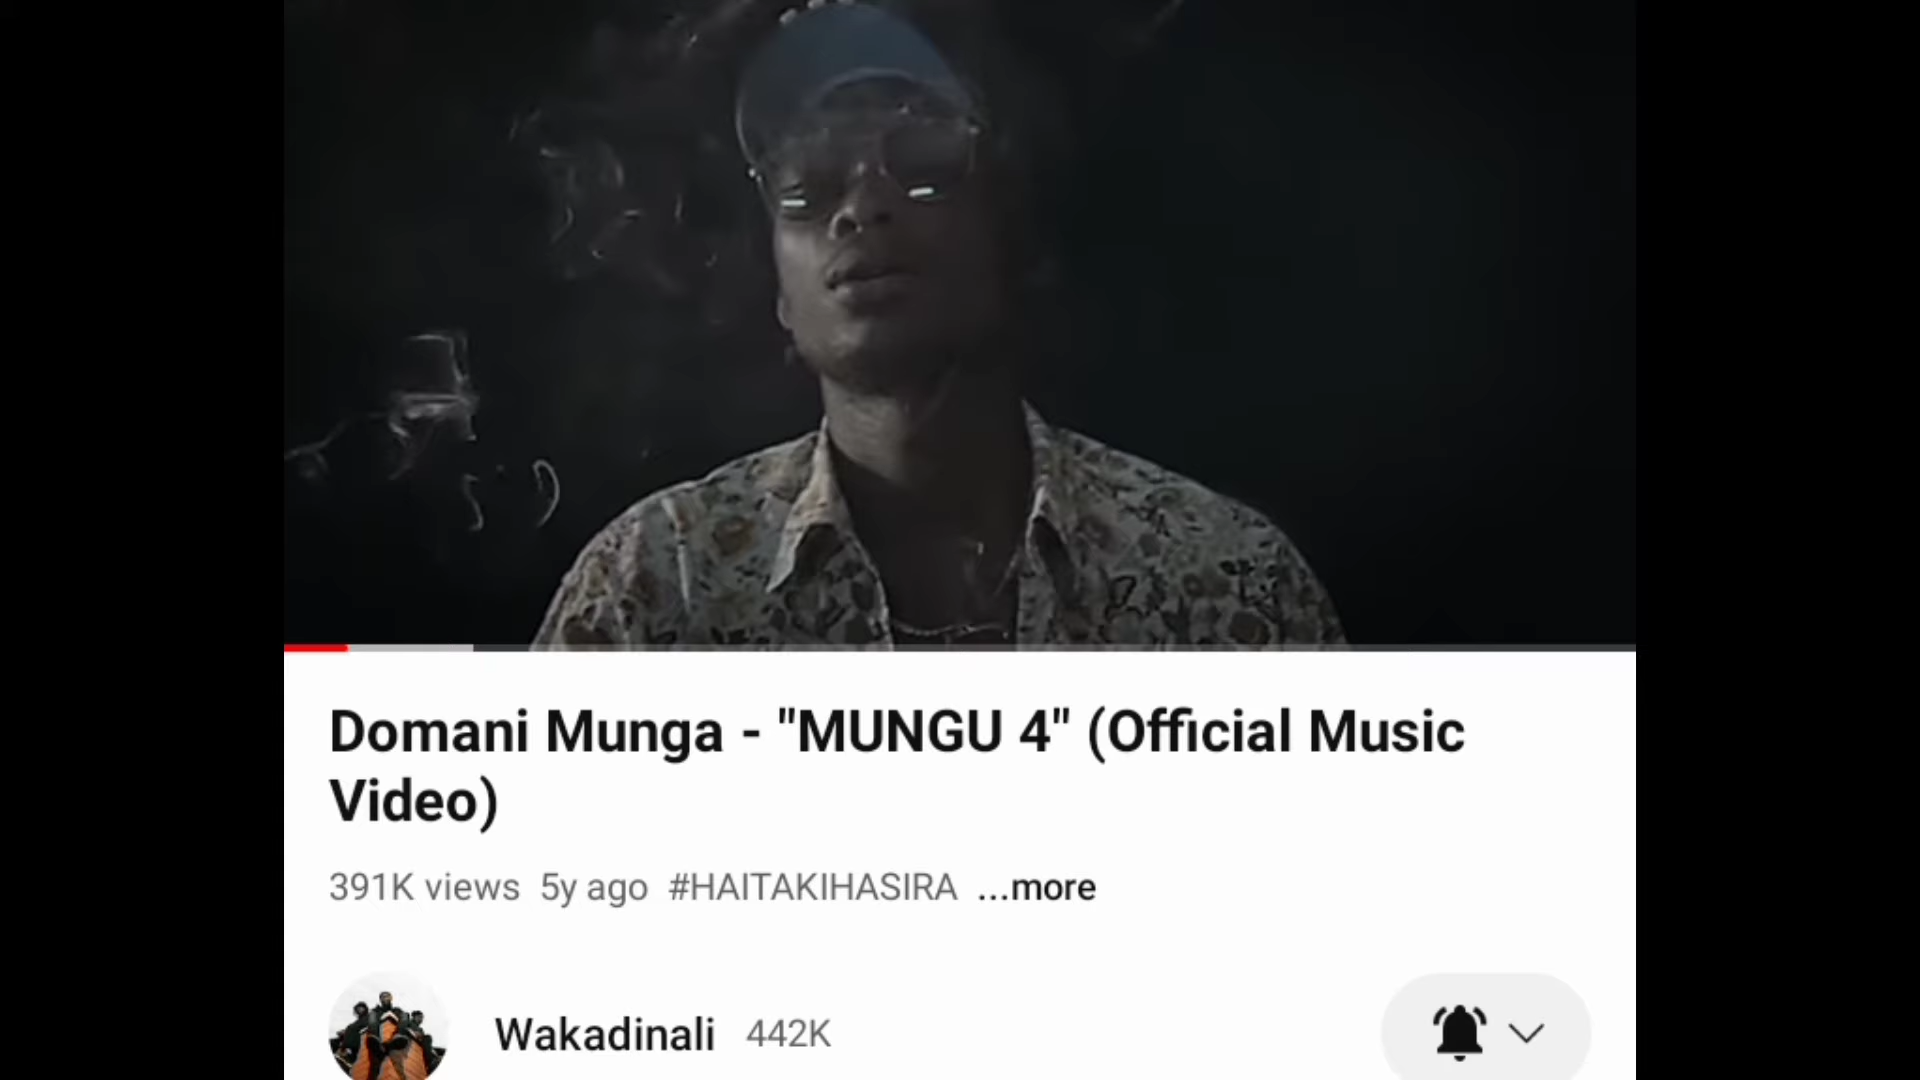 Domani Munga - "MUNGU 4" (Official Music
Video)
391K views 5y ago #HAITAKIHASIRA ...more
Wakadinali 442K